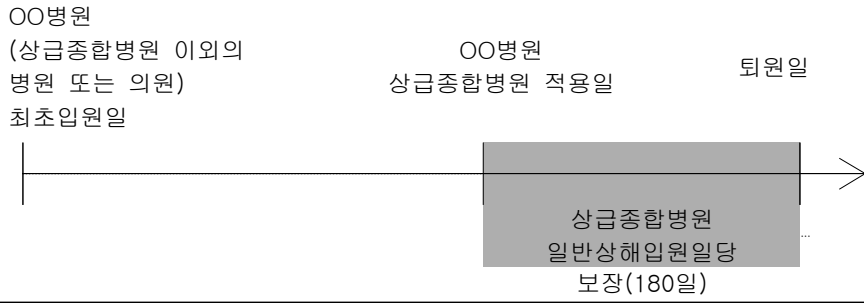 OO병원
(상급종합병원 이외의
병원 또는 의원)
최초입원일
OO병원
상급종합병원 적용일
퇴원일
상급종합병원
일반상해입원일당
보장(180일)
...